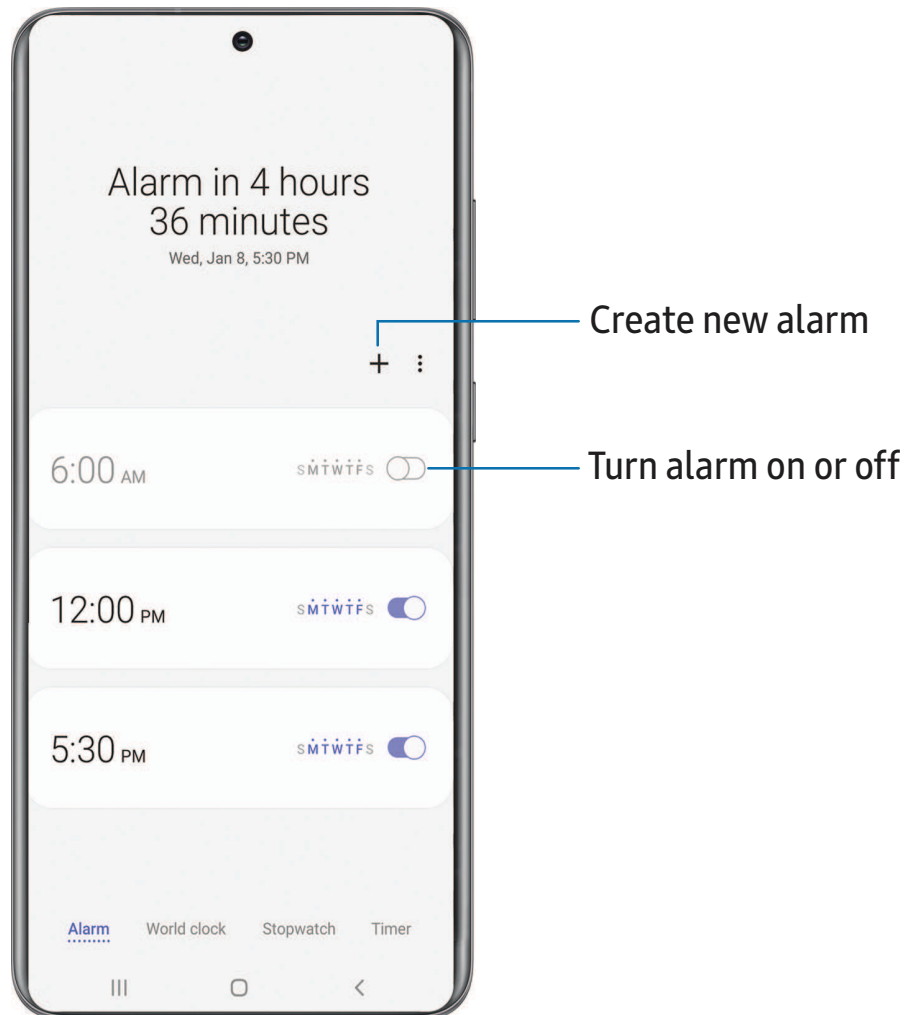 Alarm in 4 hours
36 minutes
Wed, Jan 8, 5:30 PM
Create new alarm
6:00 AM SMTWTFS
Turn alarm on or off
12:00 PM SMTWTFS
5:30 PM SMTWTFS
Alarm World clock Stopwatch Timer